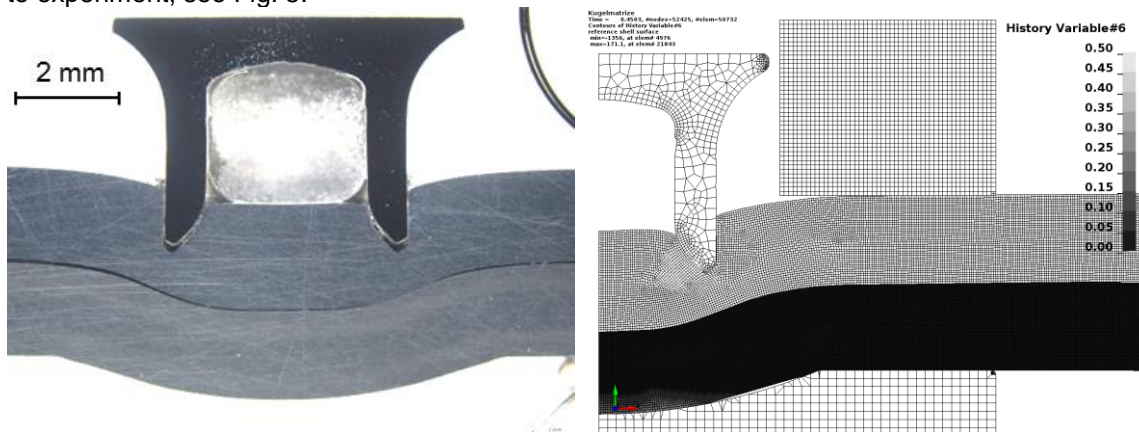 to experiment, see Fig. 5.
2 mm
Kugelmatrize
Time = 0.4503, #nodes=52425, #elem=50732
Contours of History Variable#6
reference shell surface
min=-1356, at elem# 4976
max=171.1, at elem# 21843
History Variable#6
0.50
0.45
0.40
0.35
0.30
0.25
0.20
0.15
0.10
0.05
0.00